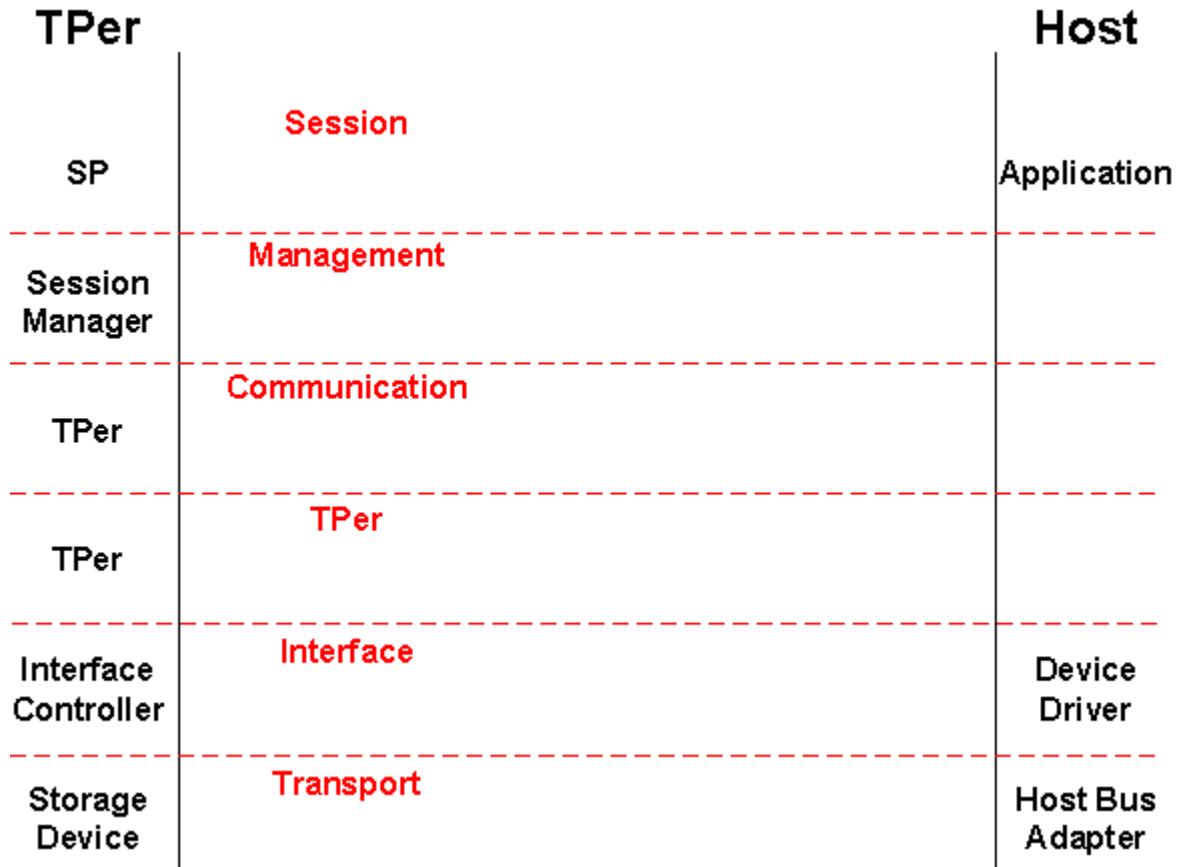 TPer
Host
Session
SP
Application
Management
Session
Manager
Communication
TPer
TPer
TPer
Interface
Interface
Controller
Device
Driver
Transport
Storage
Device
Host Bus
Adapter